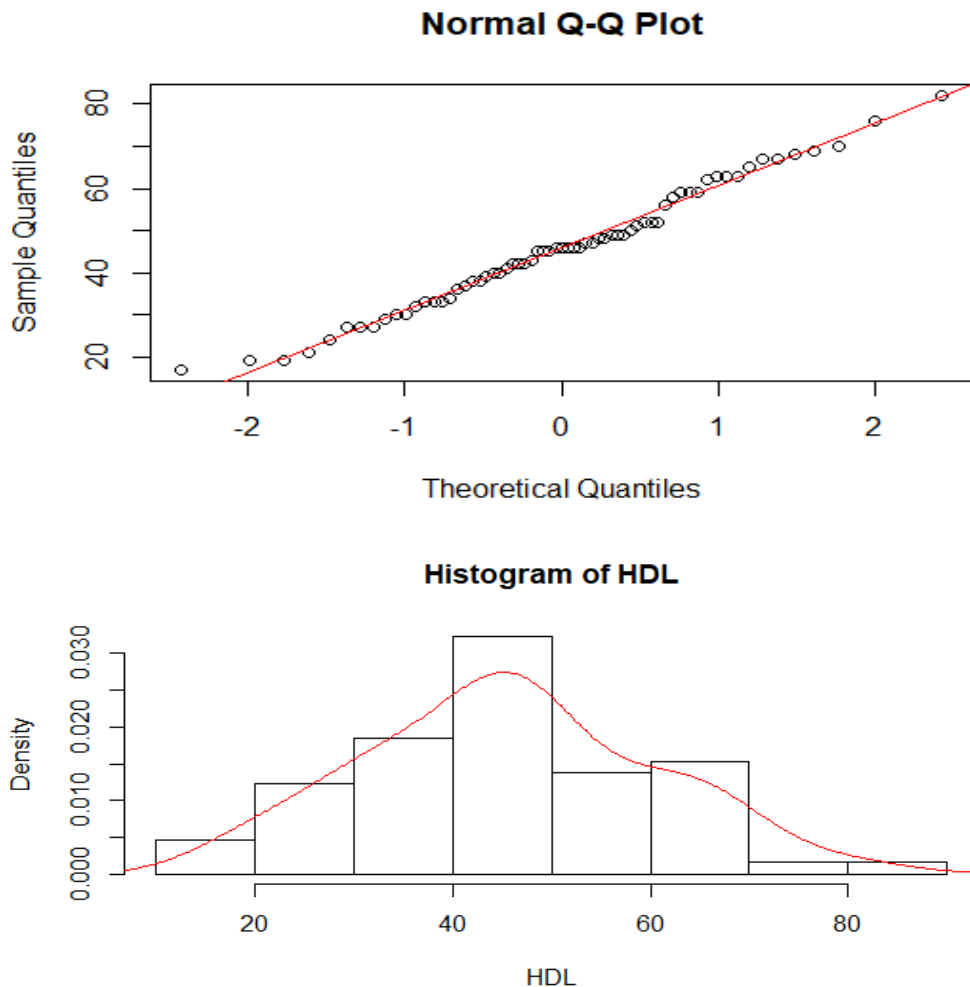 Normal Q-Q Plot
Sample Quantiles
80
60
40
20
-2 -1 0 1 2
Theoretical Quantiles
Histogram of HDL
Density
0.030
0.020
0.010
0.000
20 40 60 80
HDL